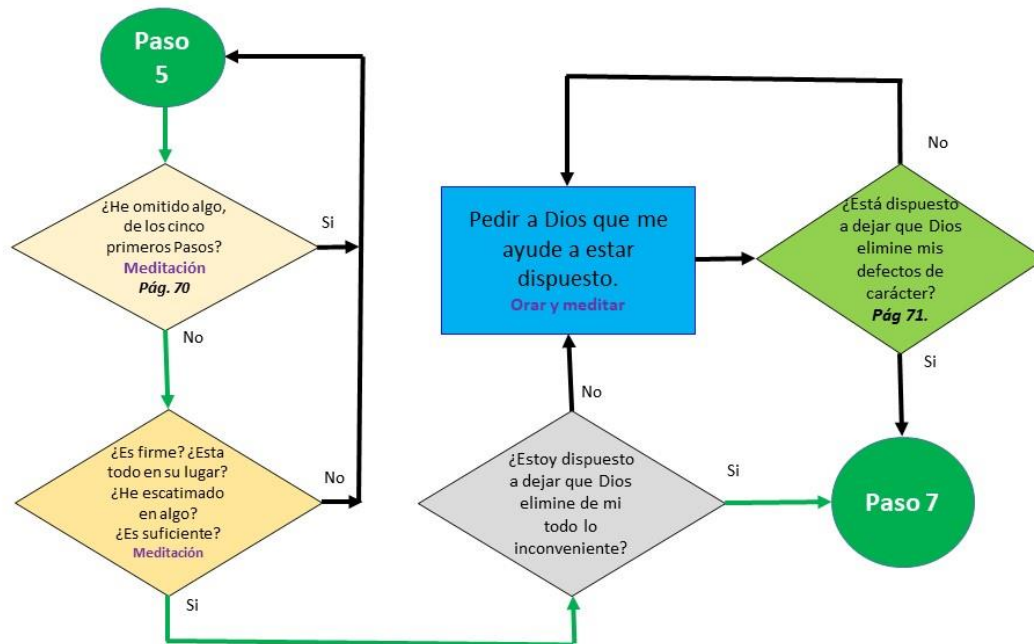 Paso
5
¿He omitido algo,
de los cinco
primeros Pasos?
Meditación
Pág. 70
Si
No
¿Es firme? ¿Esta
todo en su lugar?
¿He escatimado
en algo?
¿Es suficiente?
Meditación
No
Si
¿Estoy dispuesto
a dejar que Dios
elimine de mi
todo lo
inconveniente?
No
Si
Pedir a Dios que me
ayude a estar
dispuesto.
Orar y meditar
¿Está dispuesto
a dejar que Dios
elimine mis
defectos de
carácter?
Pág 71.
No
Si
Paso 7